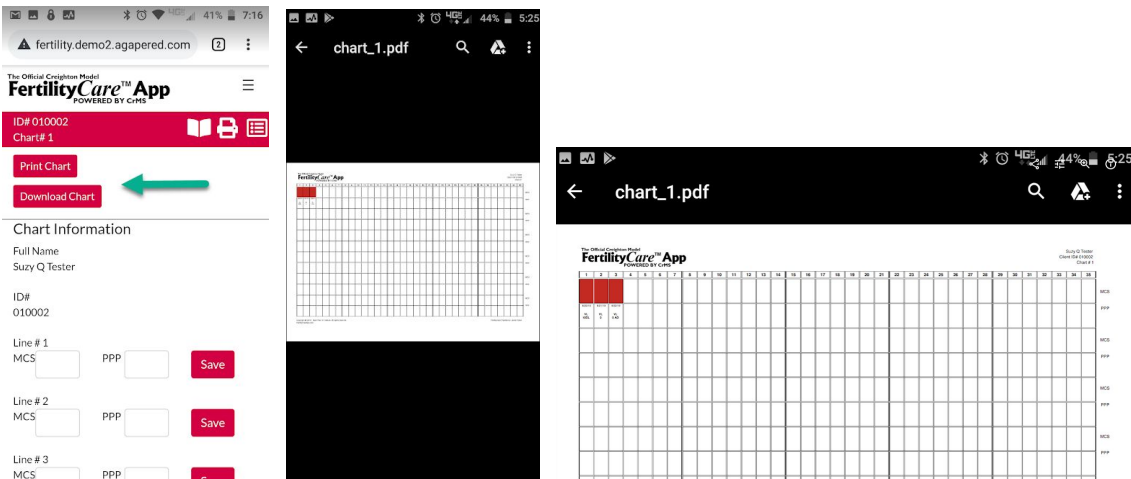 41% 7:16
fertility.demo2.agapered.com 2
The Official Creighton Model
FertilityCare™ App
POWERED BY CrMS
ID# 010002
Chart# 1
Print Chart
Download Chart
Chart Information
Full Name
Suzy Q Tester
ID#
010002
Line # 1
MCS PPP Save
Line # 2
MCS PPP Save
Line # 3
MCS PPP
4GE 44% 5:25
chart_1.pdf
FertilityCare™ App
4GE 44% 5:25
chart_1.pdf
The Official Creighton Model
FertilityCare™ App
POWERED BY CrMS
Suzy Q Tester
Client ID# 010002
Chart # 1
1 2 3 4 5 6 7 8 9 10 11 12 13 14 15 16 17 18 19 20 21 22 23 24 25 26 27 28 29 30 31 32 33 34 35
MCS
PPP
MCS
PPP
MCS
PPP
MCS
PPP